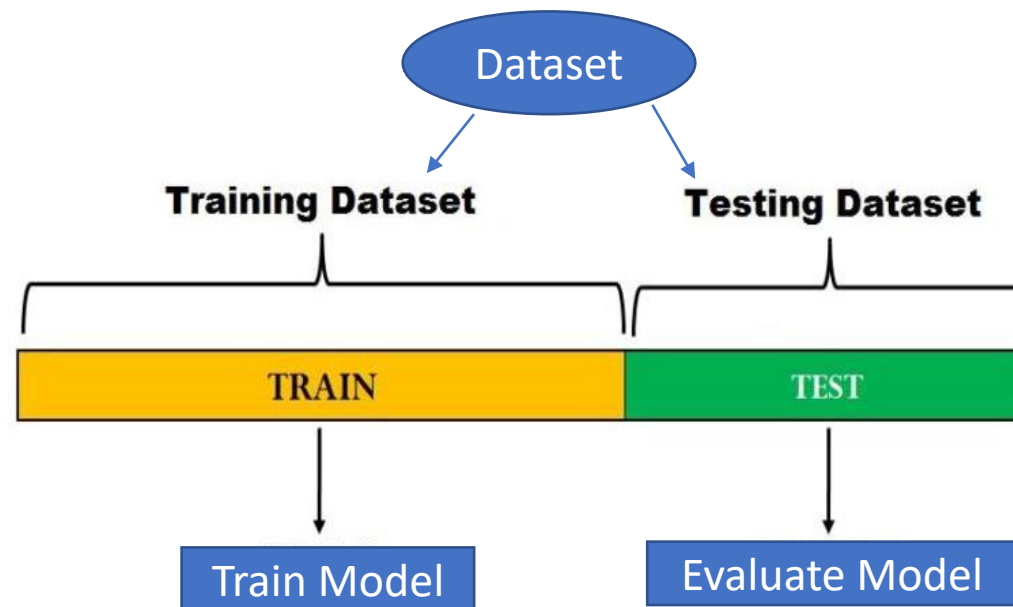 Dataset
Training Dataset
Testing Dataset
TRAIN
TEST
Train Model
Evaluate Model